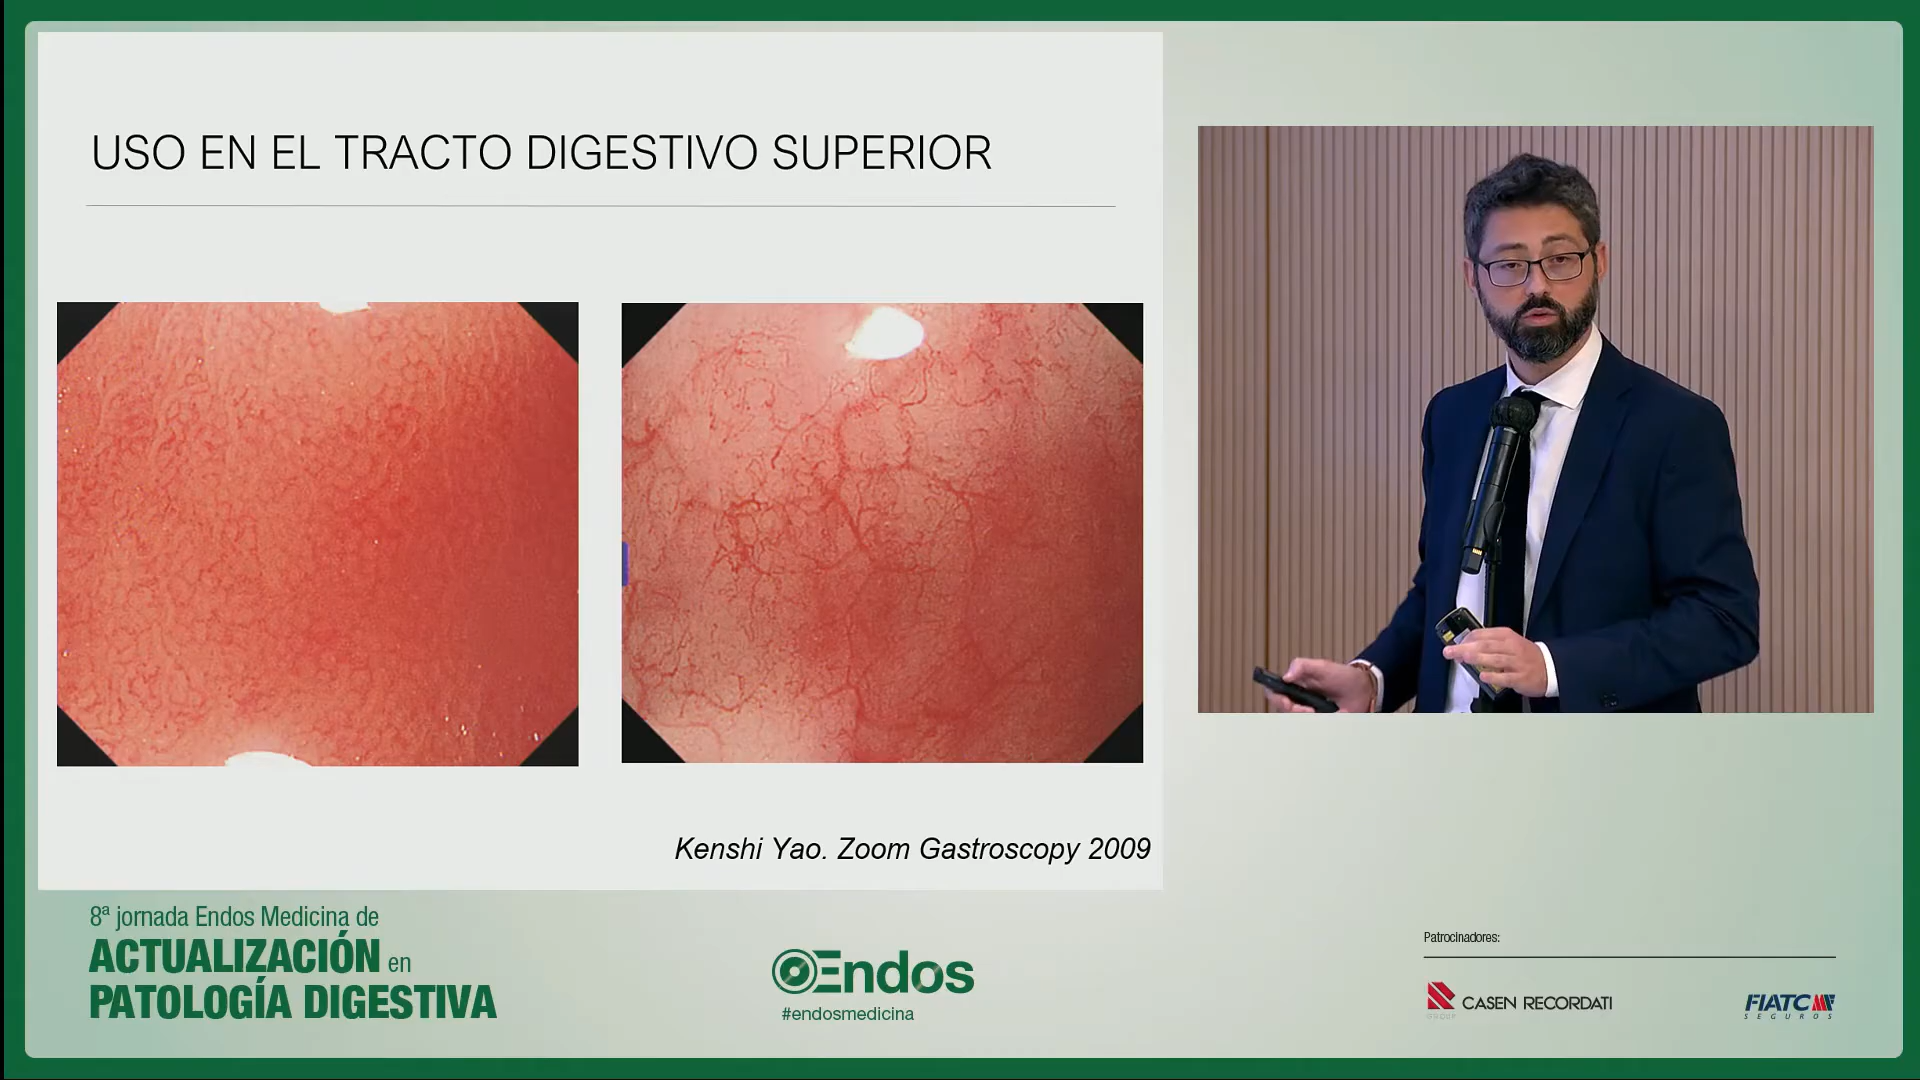 USO EN EL TRACTO DIGESTIVO SUPERIOR
Kenshi Yao. Zoom Gastroscopy 2009
8ª jornada Endos Medicina de
ACTUALIZACIÓN en
PATOLOGÍA DIGESTIVA
Endos
#endosmedicina
Patrocinadores:
CASEN RECORDATI
GROUP
FIATC
SEGUROS